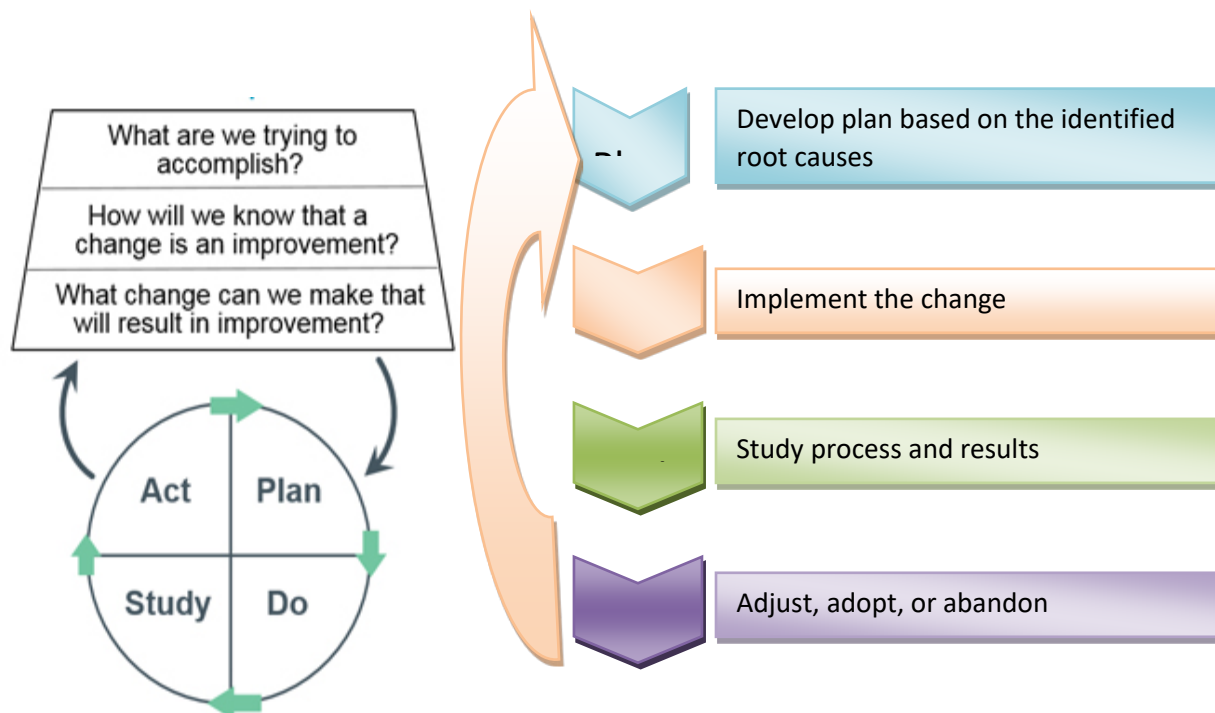 What are we trying to
accomplish?
How will we know that a
change is an improvement?
What change can we make that
will result in improvement?
Act
Plan
Study
Do
Develop plan based on the identified
root causes
Implement the change
Study process and results
Adjust, adopt, or abandon